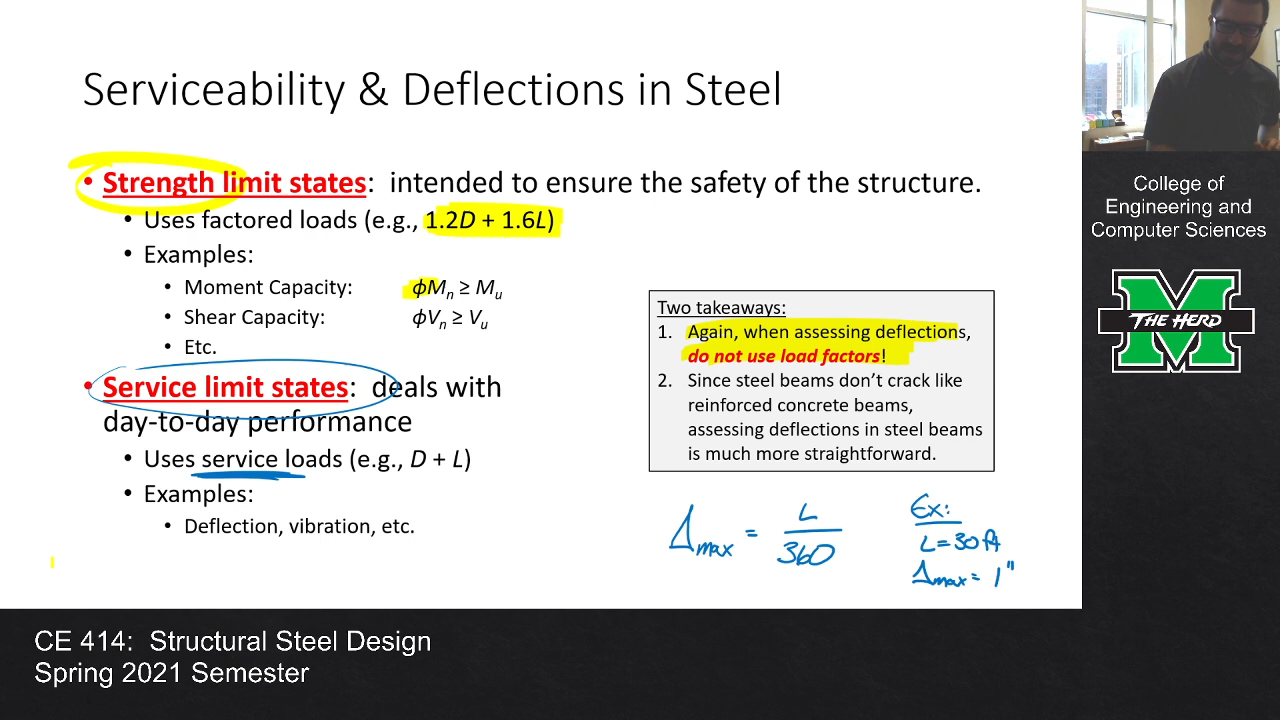 Serviceability & Deflections in Steel
• Strength limit states: intended to ensure the safety of the structure.
• Uses factored loads (e.g., 1.2D + 1.6L)
• Examples:
• Moment Capacity: ϕMn ≥ Mu
• Shear Capacity: ϕVn ≥ Vu
• Etc.
• Service limit states: deals with
day-to-day performance
• Uses service loads (e.g., D + L)
• Examples:
• Deflection, vibration, etc.
Two takeaways:
1. Again, when assessing deflections,
do not use load factors!
2. Since steel beams don’t crack like
reinforced concrete beams,
assessing deflections in steel beams
is much more straightforward.
Δmax = L/360
Ex:
L = 30 ft
Δmax = 1"
College of
Engineering and
Computer Sciences
THE HERD
CE 414: Structural Steel Design
Spring 2021 Semester